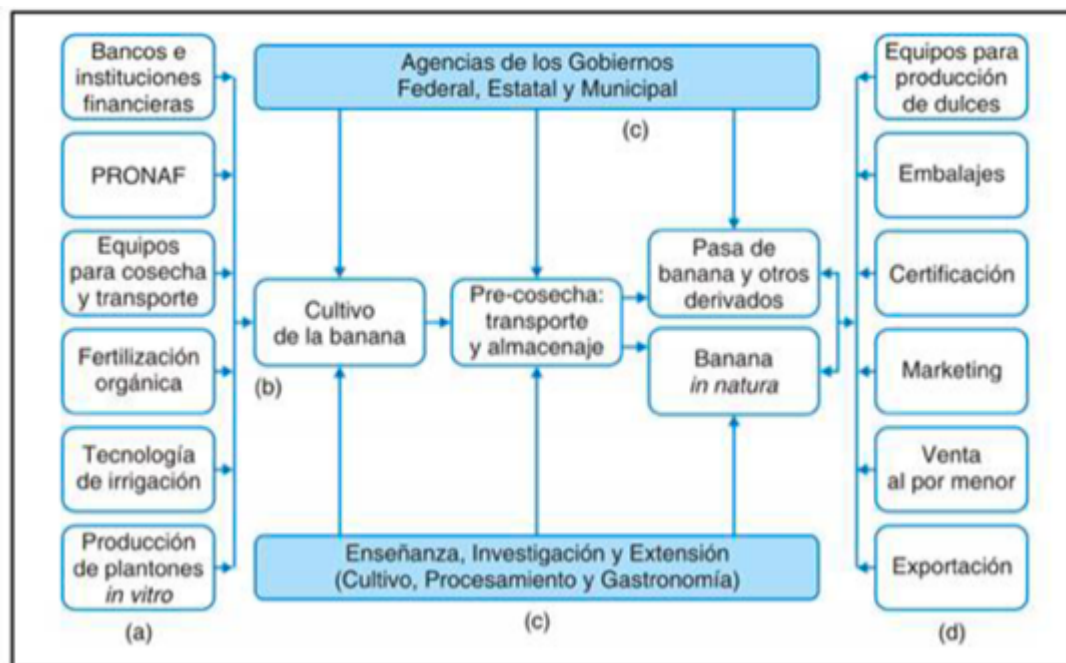 Bancos e
instituciones
financieras
PRONAF
Equipos
para cosecha
y transporte
Fertilización
orgánica
Tecnología
de irrigación
Producción
de plantones
in vitro
(a)
Agencias de los Gobiernos
Federal, Estatal y Municipal
(c)
Cultivo
de la banana
(b)
Pre-cosecha:
transporte
y almacenaje
Pasa de
banana y otros
derivados
Banana
in natura
Enseñanza, Investigación y Extensión
(Cultivo, Procesamiento y Gastronomía)
(c)
Equipos para
producción
de dulces
Embalajes
Certificación
Marketing
Venta
al por menor
Exportación
(d)